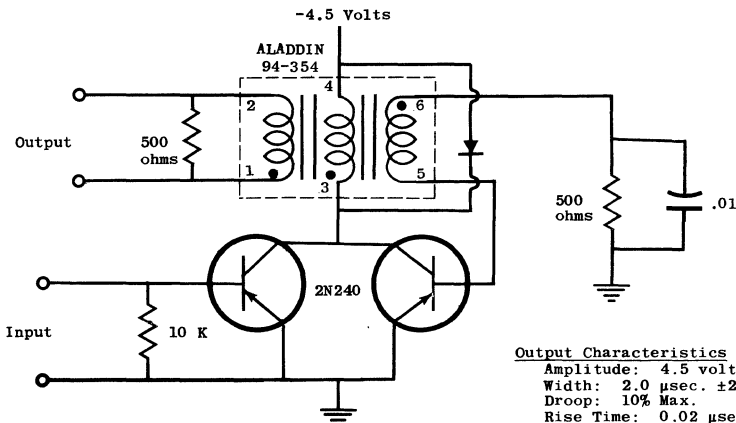 -4.5 Volts
ALADDIN
94-354
4
2
6
Output
500
ohms
1
3
5
500
ohms
.01
2N240
Input
10 K
Output Characteristics
Amplitude: 4.5 volt
Width: 2.0 μsec. ±2
Droop: 10% Max.
Rise Time: 0.02 μse